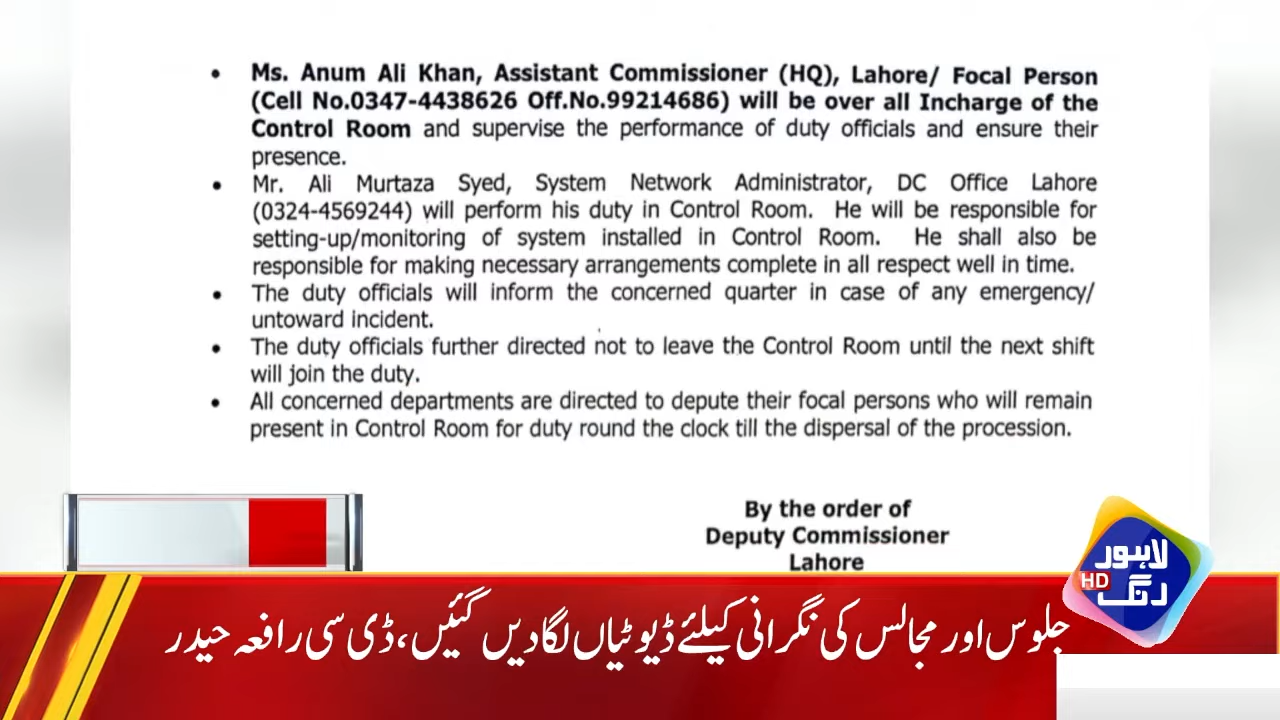 • Ms. Anum Ali Khan, Assistant Commissioner (HQ), Lahore/ Focal Person
(Cell No.0347-4438626 Off.No.99214686) will be over all Incharge of the
Control Room and supervise the performance of duty officials and ensure their
presence.
• Mr. Ali Murtaza Syed, System Network Administrator, DC Office Lahore
(0324-4569244) will perform his duty in Control Room. He will be responsible for
setting-up/monitoring of system installed in Control Room. He shall also be
responsible for making necessary arrangements complete in all respect well in time.
• The duty officials will inform the concerned quarter in case of any emergency/
untoward incident.
• The duty officials further directed not to leave the Control Room until the next shift
will join the duty.
• All concerned departments are directed to depute their focal persons who will remain
present in Control Room for duty round the clock till the dispersal of the procession.
By the order of
Deputy Commissioner
Lahore
لاہور
HD
رنگ
جلوس اور مجالس کی نگرانی کیلئے ڈیوٹیاں لگادیں گئیں، ڈی سی رافعہ حیدر